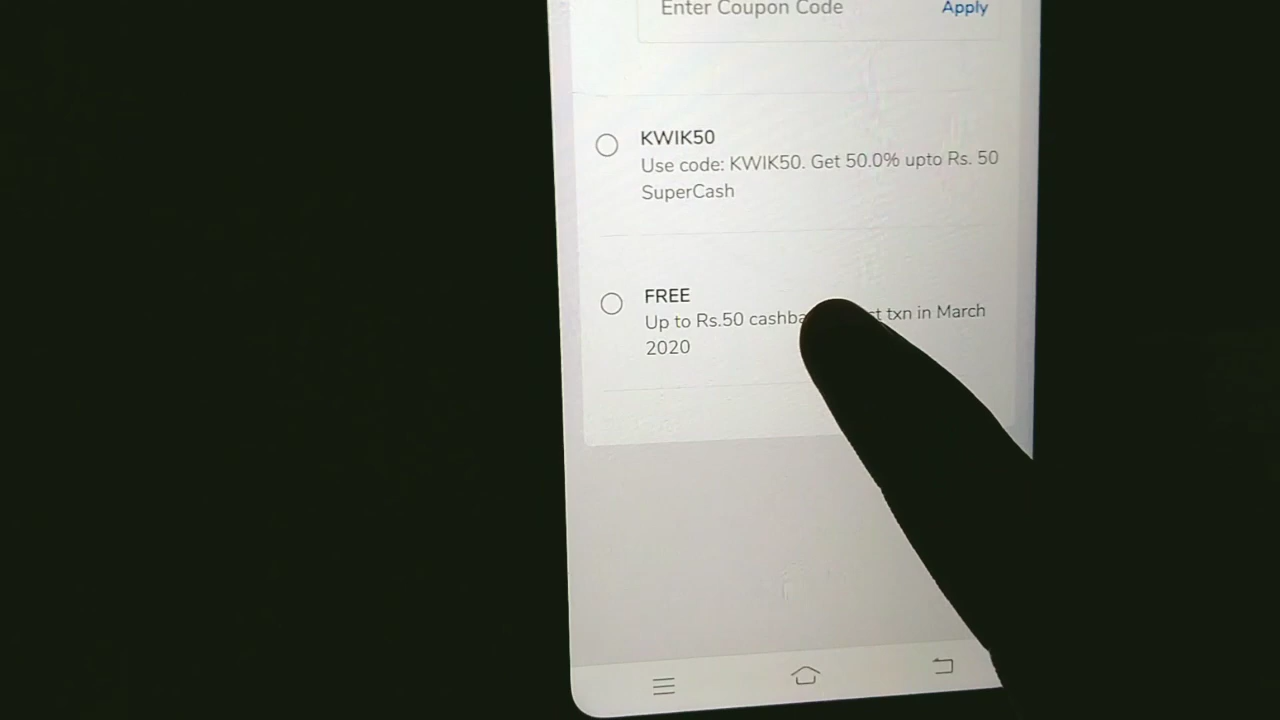 Enter Coupon Code
Apply
KWIK50
Use code: KWIK50. Get 50.0% upto Rs. 50
SuperCash
FREE
Up to Rs.50 txn in March
2020